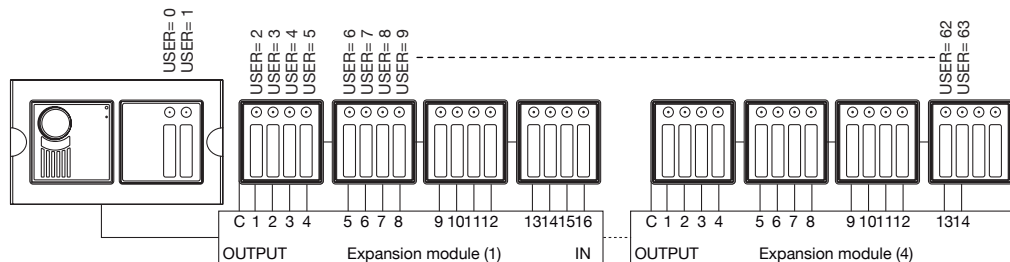 USER= 0
USER= 1
USER= 2
USER= 3
USER= 4
USER= 5
USER= 6
USER= 7
USER= 8
USER= 9
USER= 62
USER= 63
C 1 2 3 4 5 6 7 8 9 10 11 12 13 14 15 16
OUTPUT Expansion module (1) IN
C 1 2 3 4 5 6 7 8 9 10 11 12 13 14
OUTPUT Expansion module (4)